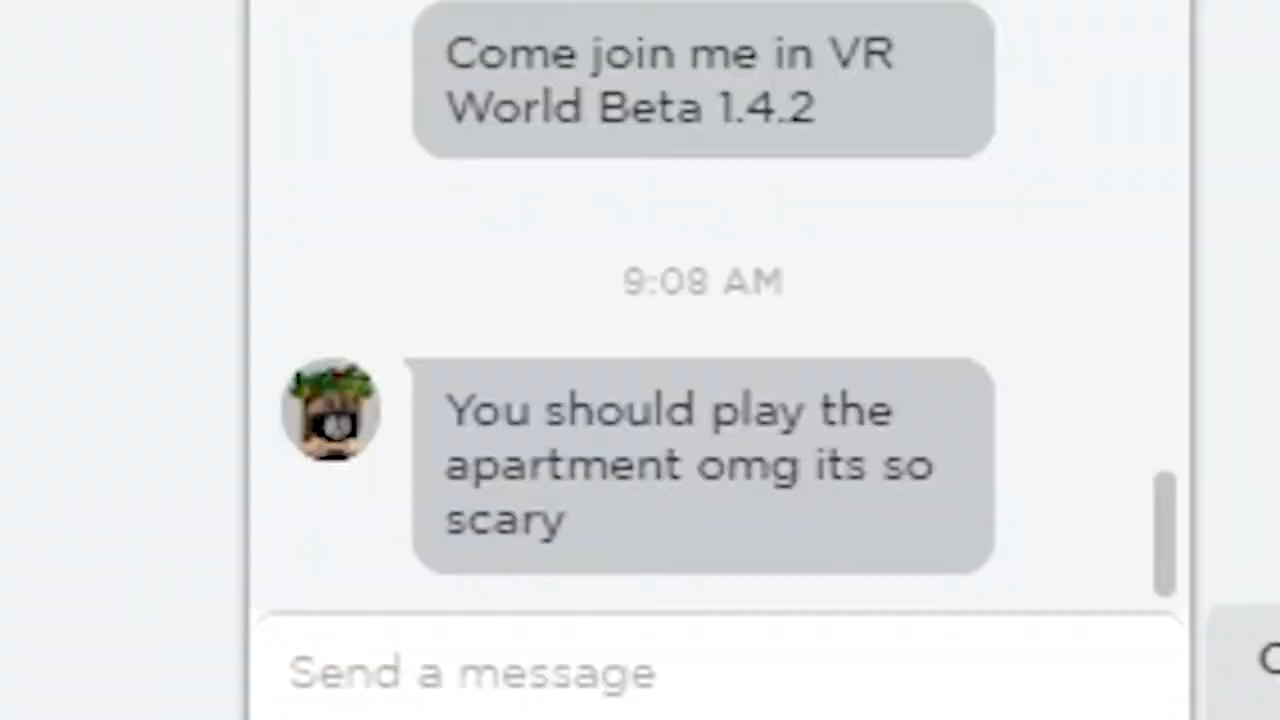 Come join me in VR
World Beta 1.4.2
9:08 AM
You should play the
apartment omg its so
scary
Send a message